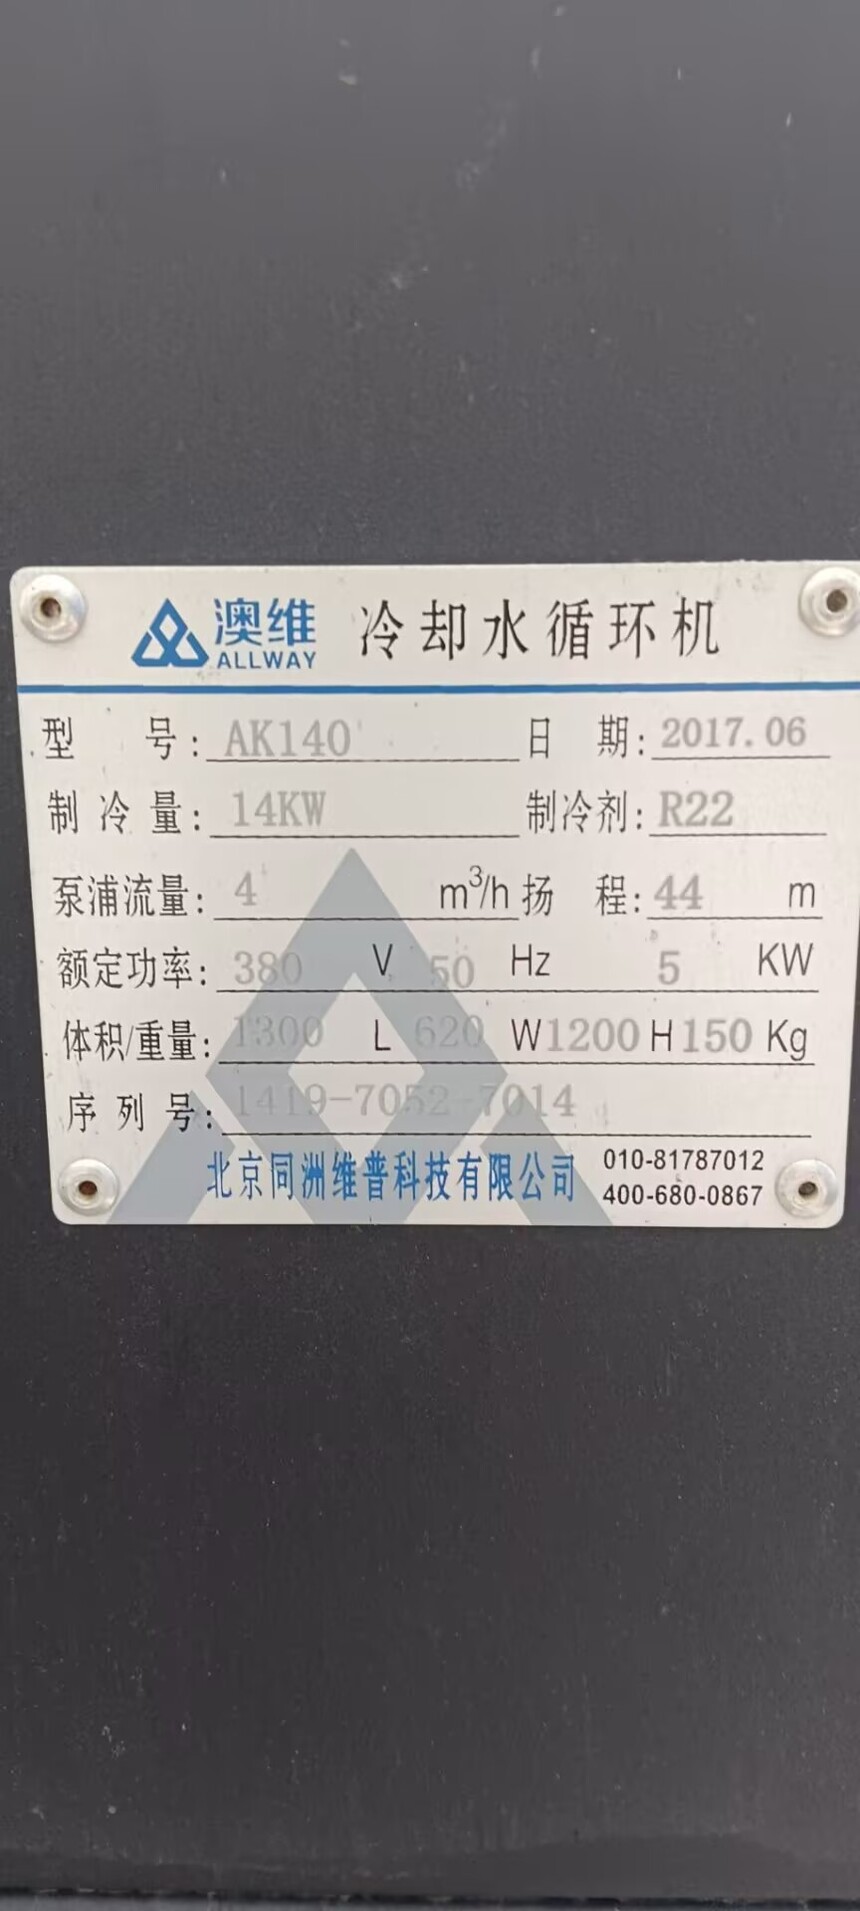 澳维 ALLWAY 冷却水循环机
型号: AK140 日期: 2017.06
制冷量: 14KW 制冷剂: R22
泵浦流量: 4 m³/h 扬程: 44 m
额定功率: 380 V 50 Hz 5 KW
体积/重量: 1300 L 620 W 1200 H 150 Kg
序列号: 1419-7052-7014
北京同洲维普科技有限公司 010-81787012
400-680-0867